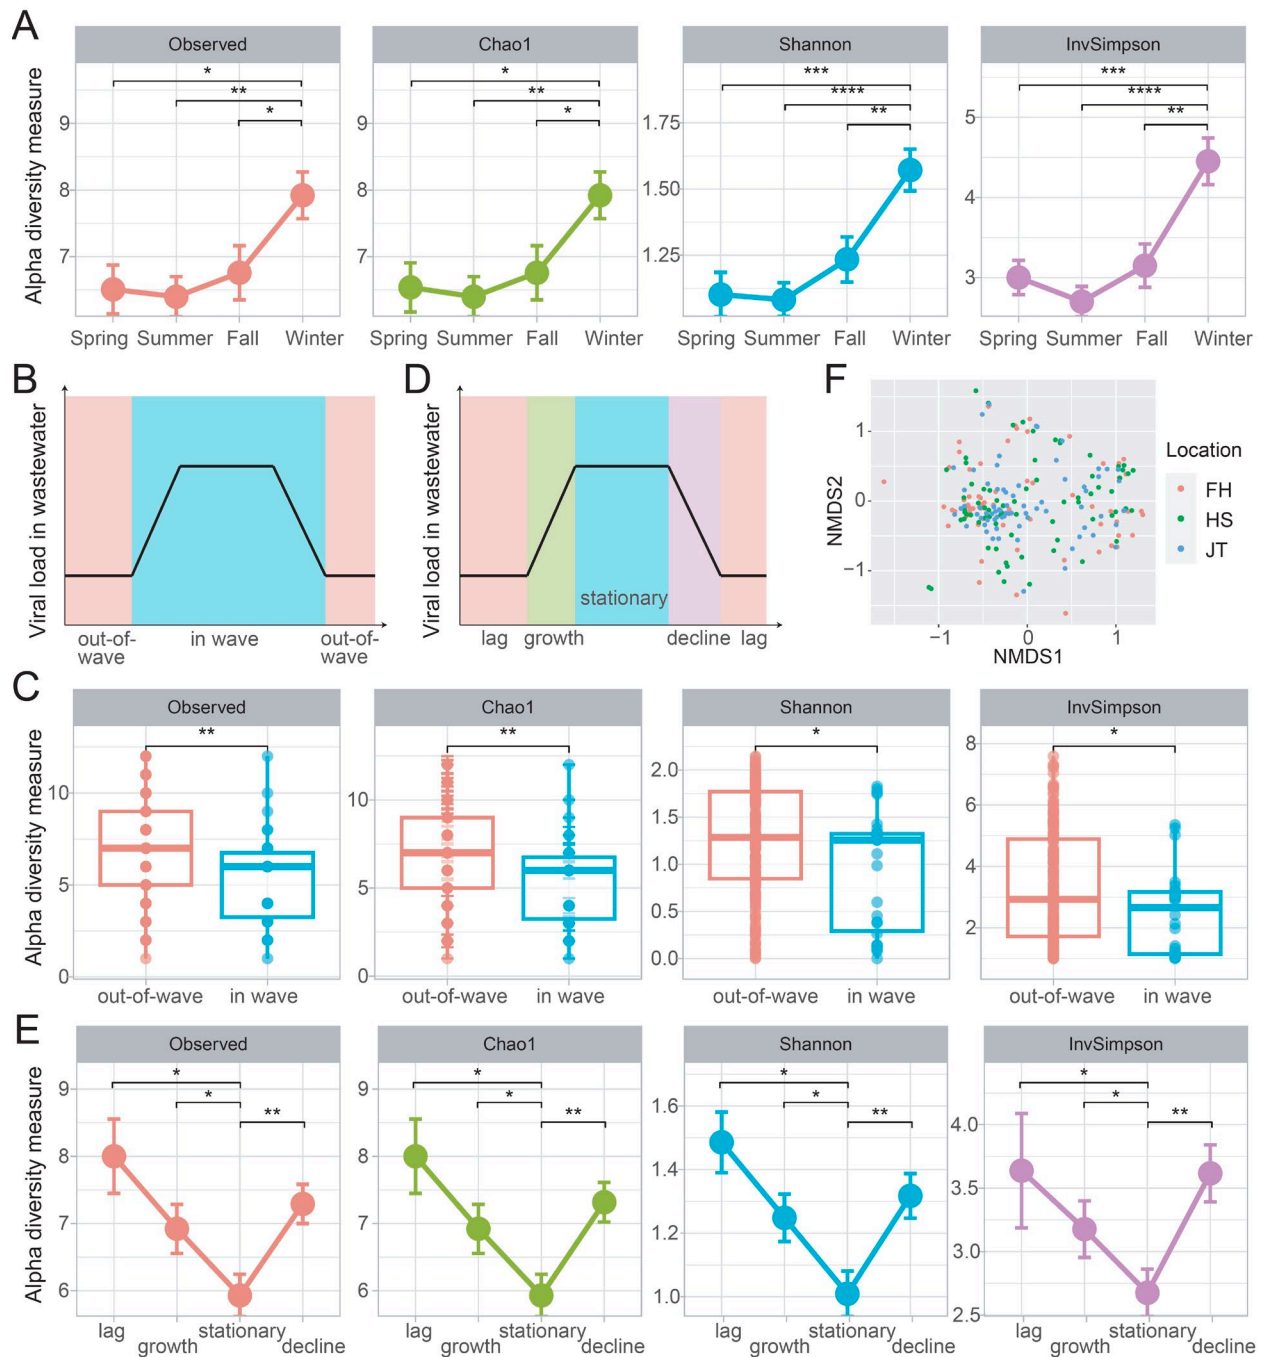 A
Observed
Chao1
Shannon
InvSimpson
Alpha diversity measure
9
8
7
* ** *
Spring Summer Fall Winter
9
8
7
* ** *
Spring Summer Fall Winter
1.75
1.50
1.25
*** **** **
Spring Summer Fall Winter
5
4
3
*** **** **
Spring Summer Fall Winter
B
Viral load in wastewater
out-of-
wave
in wave
out-of-
wave
D
Viral load in wastewater
stationary
lag growth decline lag
F
NMDS2
1
0
−1
−1 0 1
NMDS1
Location
FH
HS
JT
C
Observed
Chao1
Shannon
InvSimpson
Alpha diversity measure
**
10
5
0
out-of-wave in wave
**
10
5
0
out-of-wave in wave
*
2.0
1.5
1.0
0.5
0.0
out-of-wave in wave
*
8
6
4
2
out-of-wave in wave
E
Observed
Chao1
Shannon
InvSimpson
Alpha diversity measure
* * **
9
8
7
6
lag growth stationary decline
* * **
9
8
7
6
lag growth stationary decline
* * **
1.6
1.4
1.2
1.0
lag growth stationary decline
* * **
4.0
3.5
3.0
2.5
lag growth stationary decline